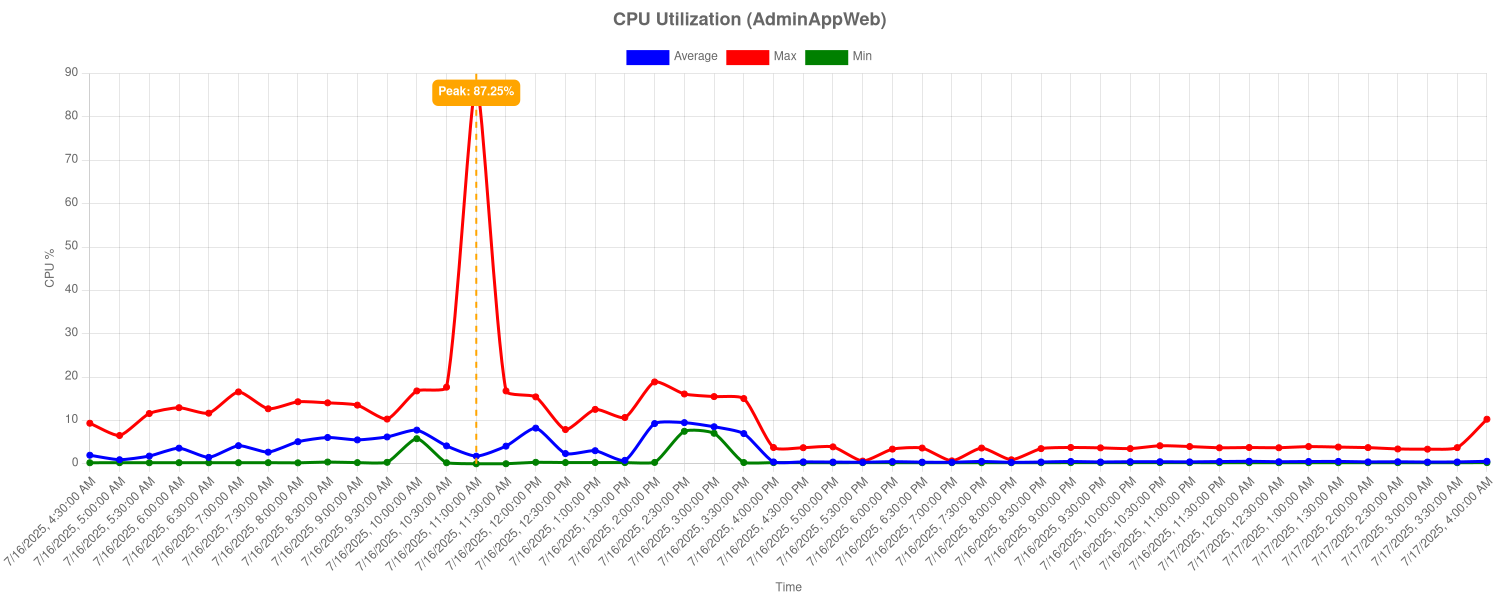 CPU Utilization (AdminAppWeb)
Average Max Min
90
Peak: 87.25%
80
70
60
50
40
30
20
10
0
CPU %
7/16/2025, 4:30:00 AM
7/16/2025, 5:00:00 AM
7/16/2025, 5:30:00 AM
7/16/2025, 6:00:00 AM
7/16/2025, 6:30:00 AM
7/16/2025, 7:00:00 AM
7/16/2025, 7:30:00 AM
7/16/2025, 8:00:00 AM
7/16/2025, 8:30:00 AM
7/16/2025, 9:00:00 AM
7/16/2025, 9:30:00 AM
7/16/2025, 10:00:00 AM
7/16/2025, 10:30:00 AM
7/16/2025, 11:00:00 AM
7/16/2025, 11:30:00 AM
7/16/2025, 12:00:00 PM
7/16/2025, 12:30:00 PM
7/16/2025, 1:00:00 PM
7/16/2025, 1:30:00 PM
7/16/2025, 2:00:00 PM
7/16/2025, 2:30:00 PM
7/16/2025, 3:00:00 PM
7/16/2025, 3:30:00 PM
7/16/2025, 4:00:00 PM
7/16/2025, 4:30:00 PM
7/16/2025, 5:00:00 PM
7/16/2025, 5:30:00 PM
7/16/2025, 6:00:00 PM
7/16/2025, 6:30:00 PM
7/16/2025, 7:00:00 PM
7/16/2025, 7:30:00 PM
7/16/2025, 8:00:00 PM
7/16/2025, 8:30:00 PM
7/16/2025, 9:00:00 PM
7/16/2025, 9:30:00 PM
7/16/2025, 10:00:00 PM
7/16/2025, 10:30:00 PM
7/16/2025, 11:00:00 PM
7/16/2025, 11:30:00 PM
7/17/2025, 12:00:00 AM
7/17/2025, 12:30:00 AM
7/17/2025, 1:00:00 AM
7/17/2025, 1:30:00 AM
7/17/2025, 2:00:00 AM
7/17/2025, 2:30:00 AM
7/17/2025, 3:00:00 AM
7/17/2025, 3:30:00 AM
7/17/2025, 4:00:00 AM
Time